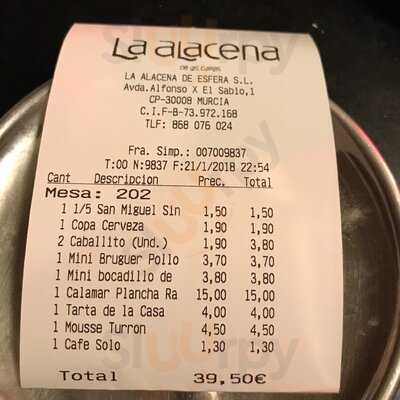 La alacena
LA ALACENA DE ESFERA S.L.
Avda.Alfonso X El Sabio,1
CP-30008 MURCIA
C.I.F-B-73.972.168
TLF: 868 076 024
Fra. Simp.: 007009837
T:00 N:9837 F:21/1/2018 22:54
Cant Descripcion Prec. Total
Mesa: 202
1 1/5 San Miguel Sin 1,50 1,50
1 Copa Cerveza 1,90 1,90
2 Caballito (Und.) 1,90 3,80
1 Mini Bruguer Pollo 3,70 3,70
1 Mini bocadillo de 3,80 3,80
1 Calamar Plancha Ra 15,00 15,00
1 Tarta de la Casa 4,00 4,00
1 Mousse Turron 4,50 4,50
1 Cafe Solo 1,30 1,30
Total 39,50€